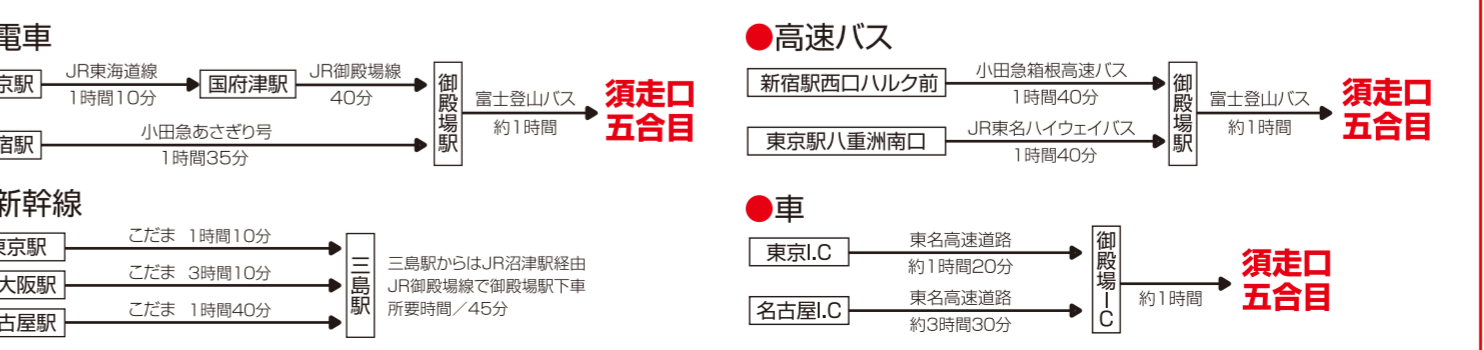 電車
京駅
JR東海道線
1時間10分
国府津駅
JR御殿場線
40分
宿駅
小田急あさぎり号
1時間35分
御殿場駅
富士登山バス
約1時間
須走口
五合目
新幹線
東京駅
こだま 1時間10分
大阪駅
こだま 3時間10分
古屋駅
こだま 1時間40分
三島駅
三島駅からはJR沼津駅経由
JR御殿場線で御殿場駅下車
所要時間／45分
●高速バス
新宿駅西口ハルク前
小田急箱根高速バス
1時間40分
東京駅八重洲南口
JR東名ハイウェイバス
1時間40分
御殿場駅
富士登山バス
約1時間
須走口
五合目
●車
東京I.C
東名高速道路
約1時間20分
名古屋I.C
東名高速道路
約3時間30分
御殿場IC
約1時間
須走口
五合目